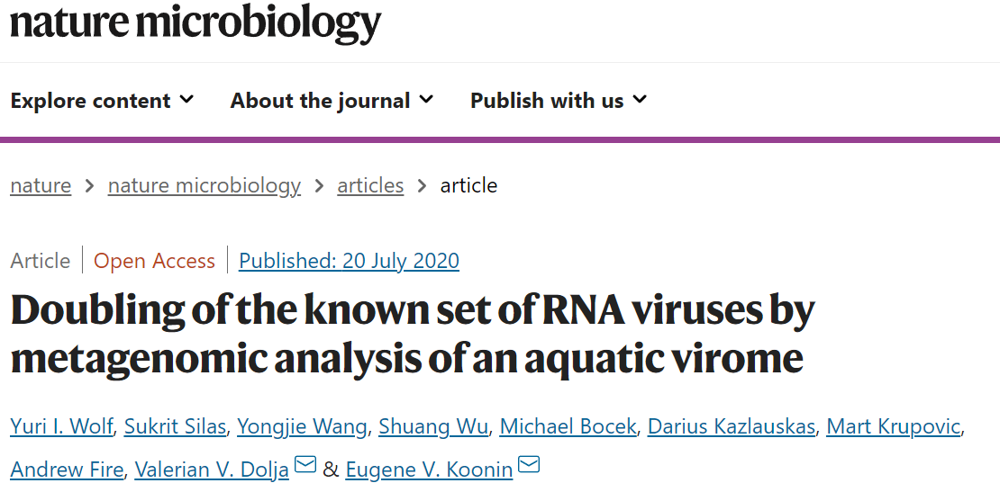 nature microbiology
Explore content About the journal Publish with us
nature > nature microbiology > articles > article
Article | Open Access | Published: 20 July 2020
Doubling of the known set of RNA viruses by
metagenomic analysis of an aquatic virome
Yuri I. Wolf, Sukrit Silas, Yongjie Wang, Shuang Wu, Michael Bocek, Darius Kazlauskas, Mart Krupovic,
Andrew Fire, Valerian V. Dolja & Eugene V. Koonin